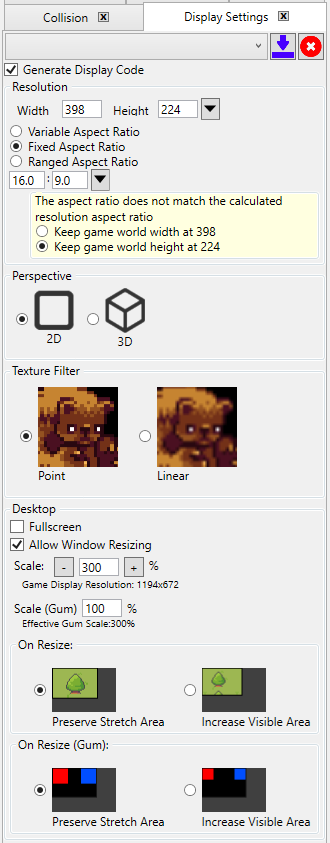 Collision
Display Settings
Generate Display Code
Resolution
Width 398 Height 224
Variable Aspect Ratio
Fixed Aspect Ratio
Ranged Aspect Ratio
16.0 : 9.0
The aspect ratio does not match the calculated
resolution aspect ratio
Keep game world width at 398
Keep game world height at 224
Perspective
2D
3D
Texture Filter
Point
Linear
Desktop
Fullscreen
Allow Window Resizing
Scale: - 300 + %
Game Display Resolution: 1194x672
Scale (Gum) 100 %
Effective Gum Scale:300%
On Resize:
Preserve Stretch Area
Increase Visible Area
On Resize (Gum):
Preserve Stretch Area
Increase Visible Area